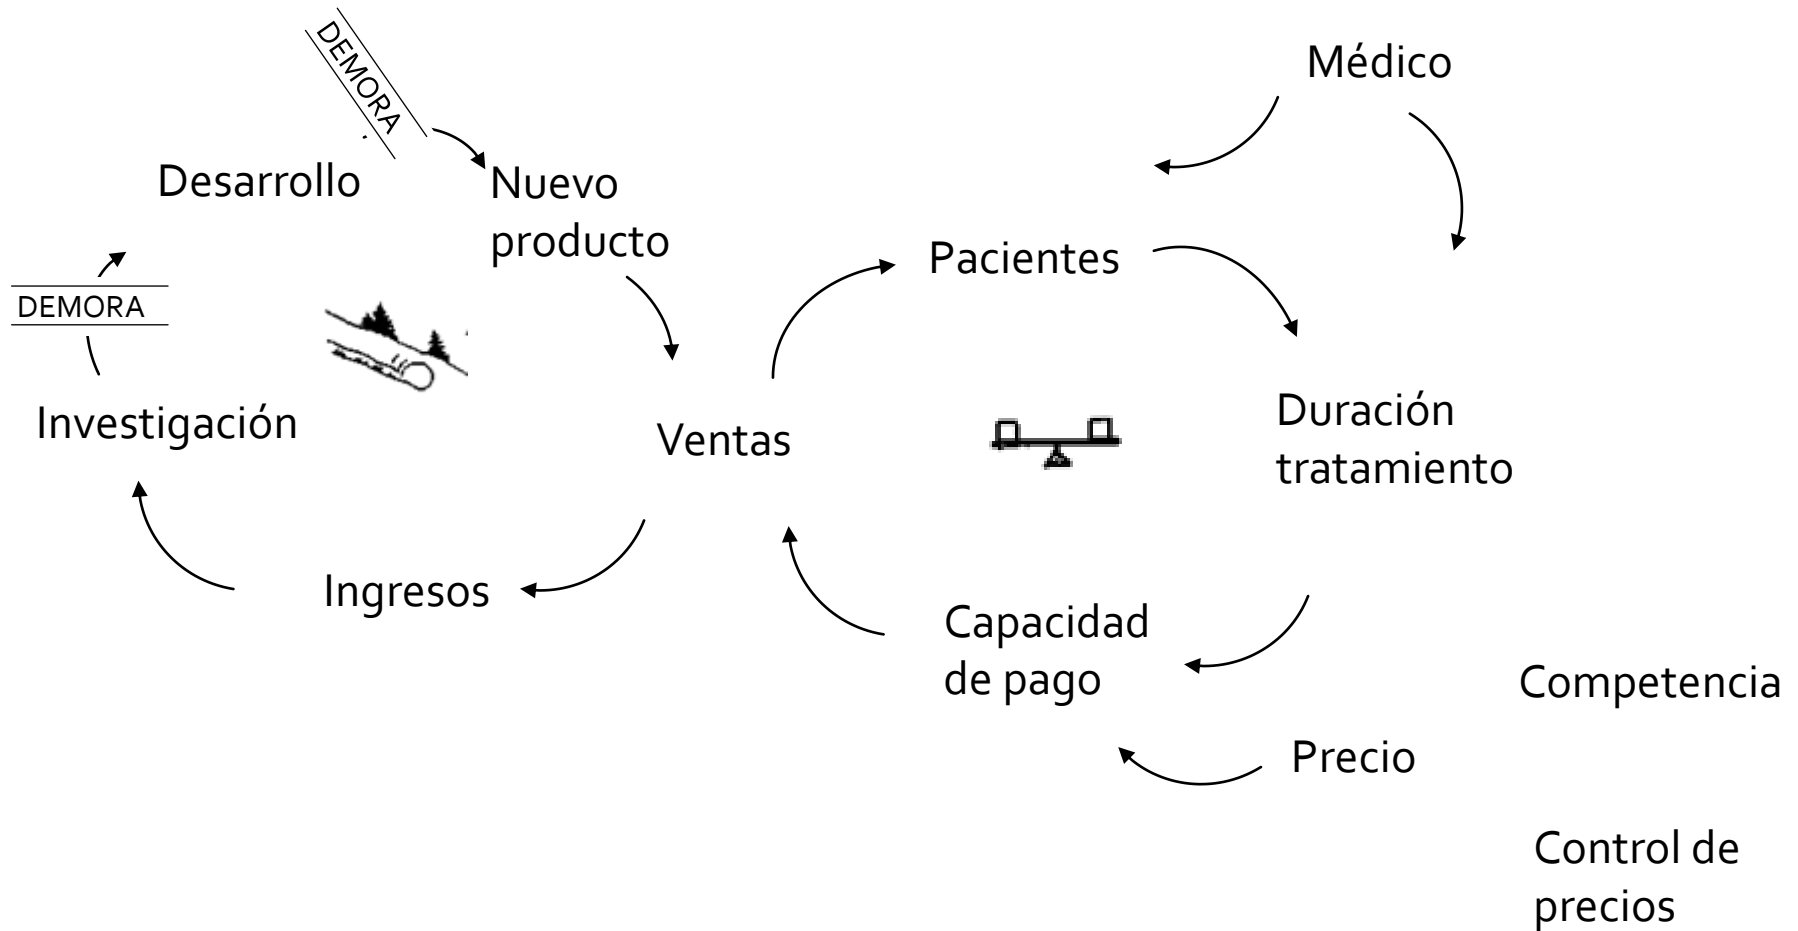 DEMORA
Médico
Desarrollo
Nuevo
producto
Pacientes
DEMORA
Investigación
Ventas
Duración
tratamiento
Ingresos
Capacidad
de pago
Competencia
Precio
Control de
precios